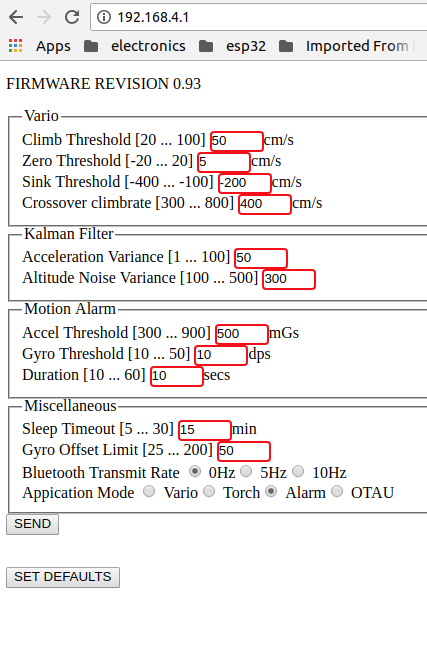 192.168.4.1
Apps electronics esp32 Imported From
FIRMWARE REVISION 0.93
Vario
Climb Threshold [20 ... 100] 50 cm/s
Zero Threshold [-20 ... 20] 5 cm/s
Sink Threshold [-400 ... -100] -200 cm/s
Crossover climbrate [300 ... 800] 400 cm/s
Kalman Filter
Acceleration Variance [1 ... 100] 50
Altitude Noise Variance [100 ... 500] 300
Motion Alarm
Accel Threshold [300 ... 900] 500 mGs
Gyro Threshold [10 ... 50] 10 dps
Duration [10 ... 60] 10 secs
Miscellaneous
Sleep Timeout [5 ... 30] 15 min
Gyro Offset Limit [25 ... 200] 50
Bluetooth Transmit Rate 0Hz 5Hz 10Hz
Appication Mode Vario Torch Alarm OTAU
SEND
SET DEFAULTS